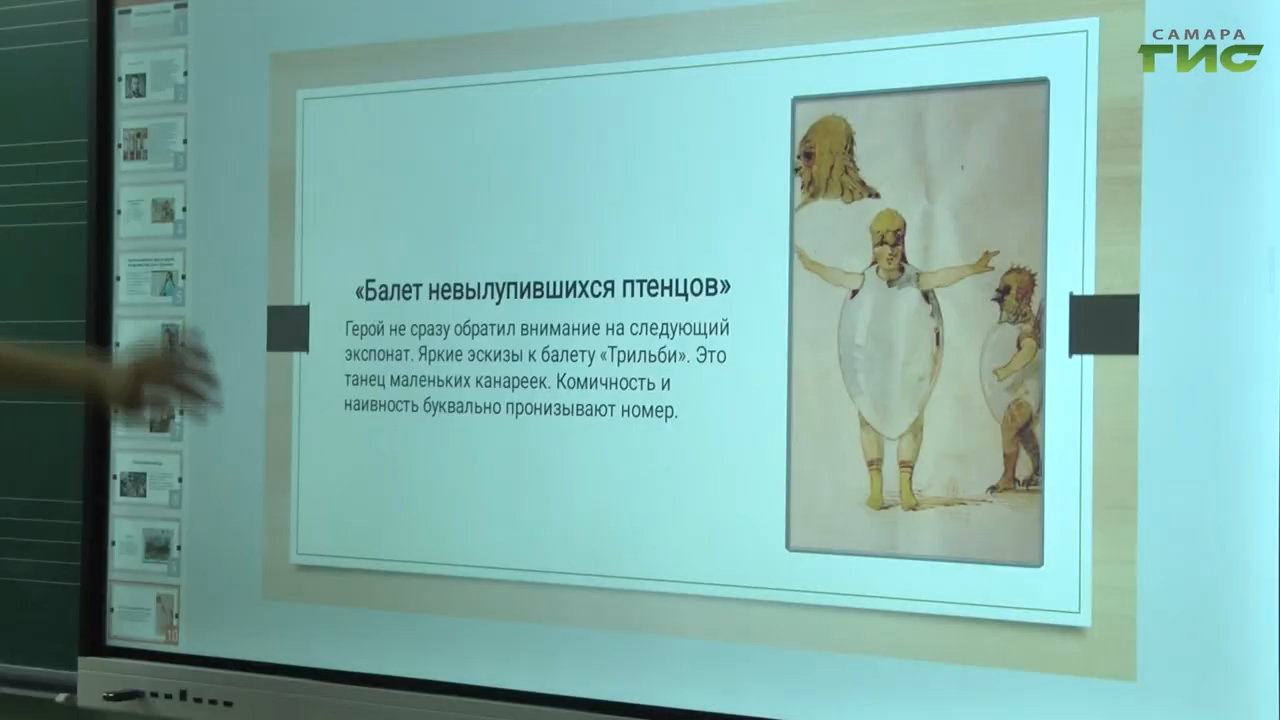 САМАРА
ГИС
«Балет невылупившихся птенцов»
Герой не сразу обратил внимание на следующий
экспонат. Яркие эскизы к балету «Трильби». Это
танец маленьких канареек. Комичность и
наивность буквально пронизывают номер.
10